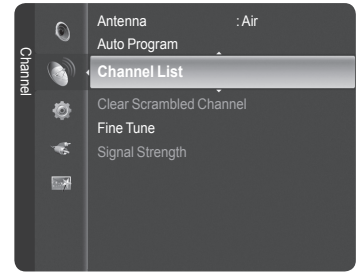 Channel
Antenna : Air
Auto Program
Channel List
Clear Scrambled Channel
Fine Tune
Signal Strength